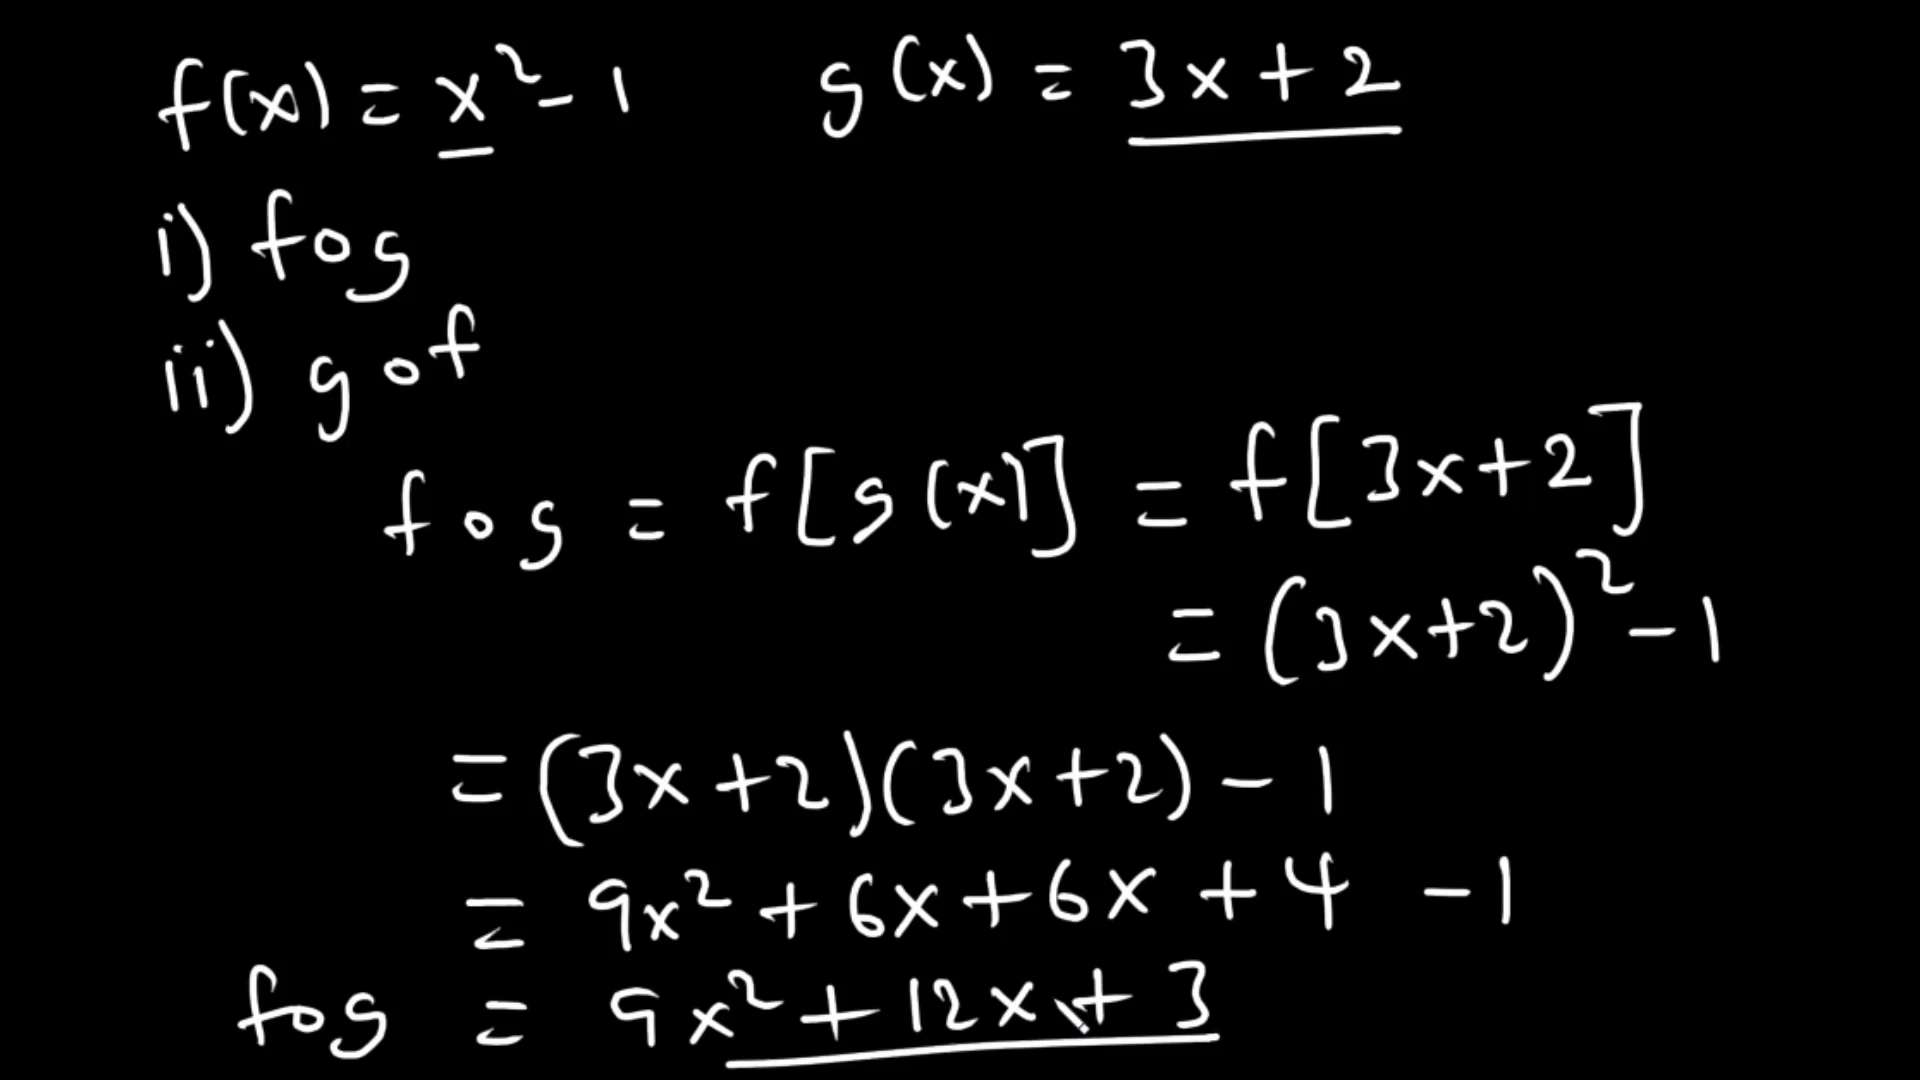 f(x) = x² - 1 g(x) = 3x + 2
i) fog
ii) gof
fog = f[g(x)] = f[3x+2]
= (3x+2)² - 1
= (3x+2)(3x+2) - 1
= 9x² + 6x + 6x + 4 - 1
fog = 9x² + 12x + 3